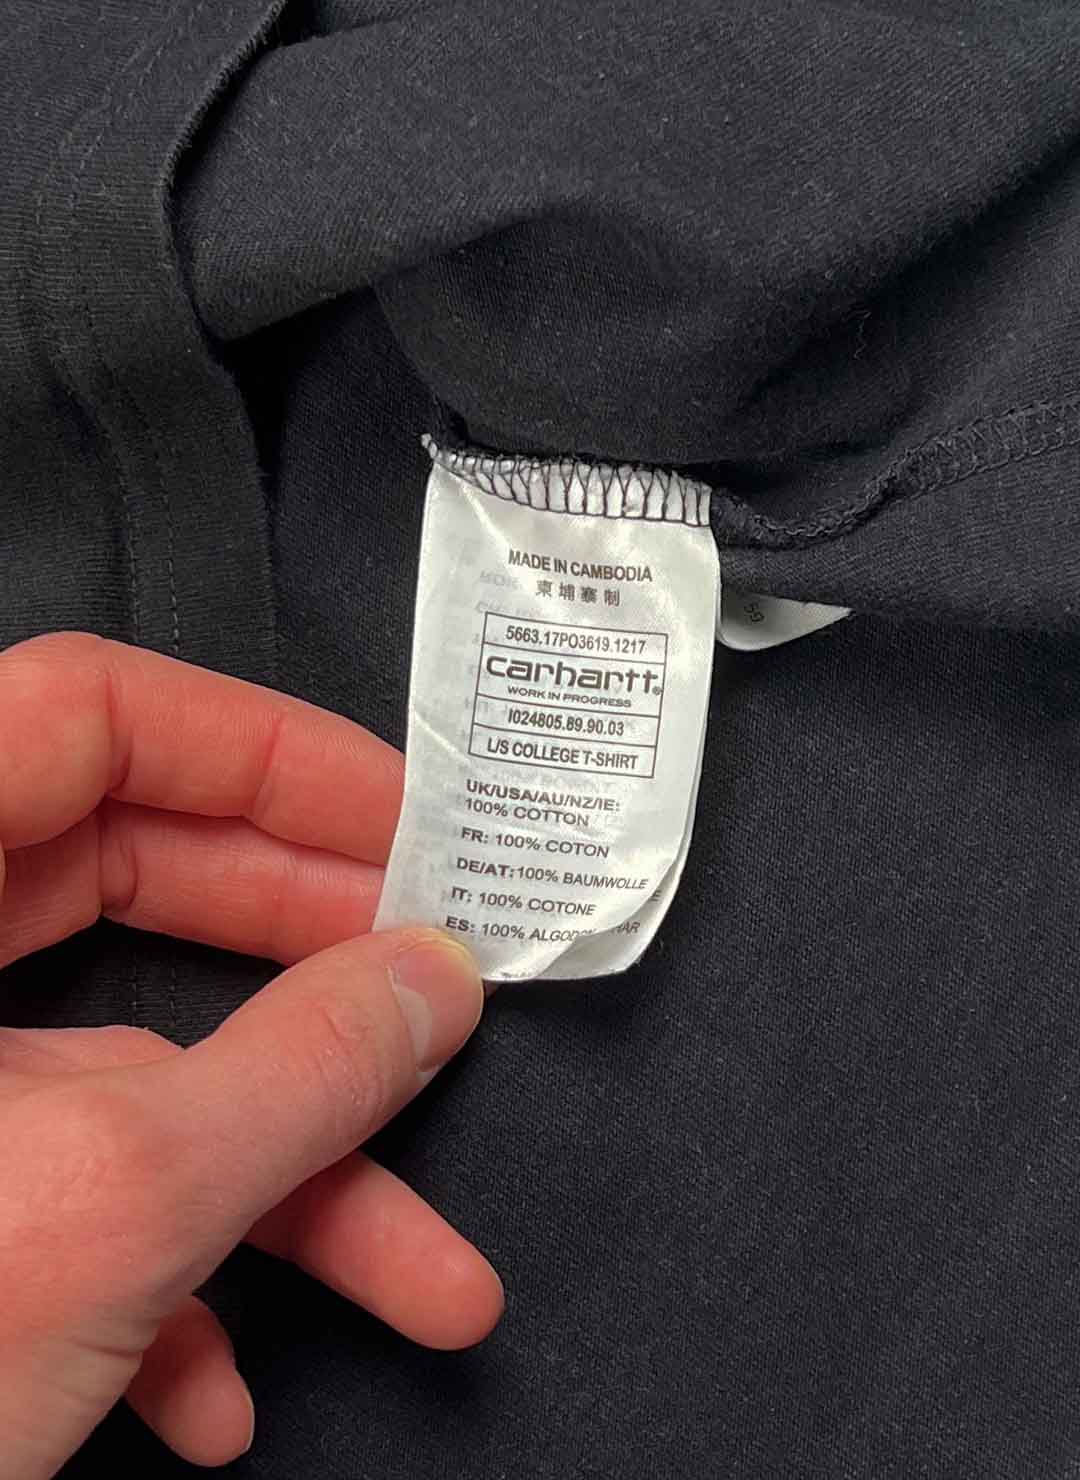 MADE IN CAMBODIA
柬埔寨制
5663.17PO3619.1217
carhartt®
WORK IN PROGRESS
I024805.89.90.03
L/S COLLEGE T-SHIRT
UK/USA/AU/NZ/IE:
100% COTTON
FR: 100% COTON
DE/AT:100% BAUMWOLLE
IT: 100% COTONE
ES: 100%